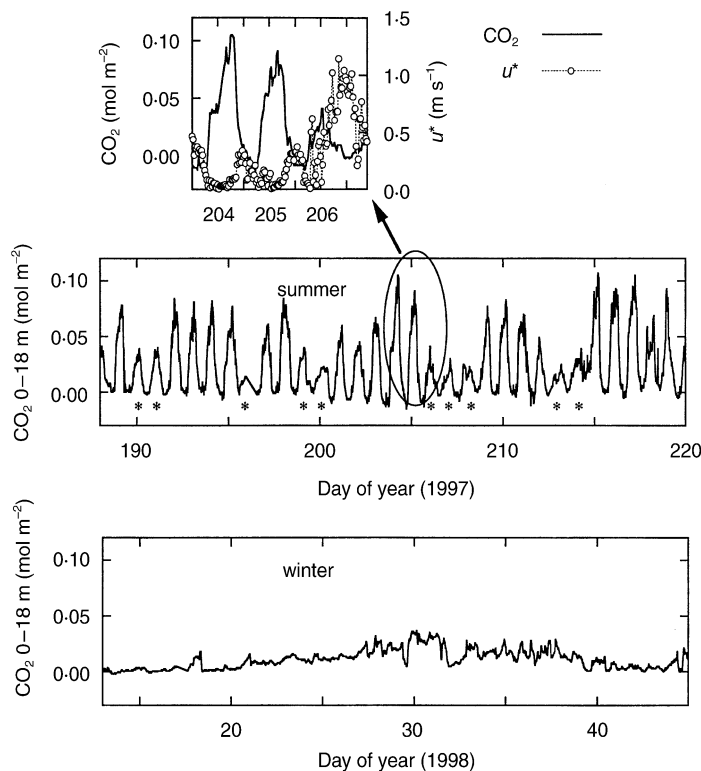 CO₂
u*
CO₂ (mol m⁻²)
0·10
0·05
0·00
1·5
1·0
0·5
0·0
u* (m s⁻¹)
204 205 206
CO₂ 0–18 m (mol m⁻²)
0·10
0·05
0·00
summer
* * * * * * * * * *
190 200 210 220
Day of year (1997)
CO₂ 0–18 m (mol m⁻²)
0·10
0·05
0·00
winter
20 30 40
Day of year (1998)